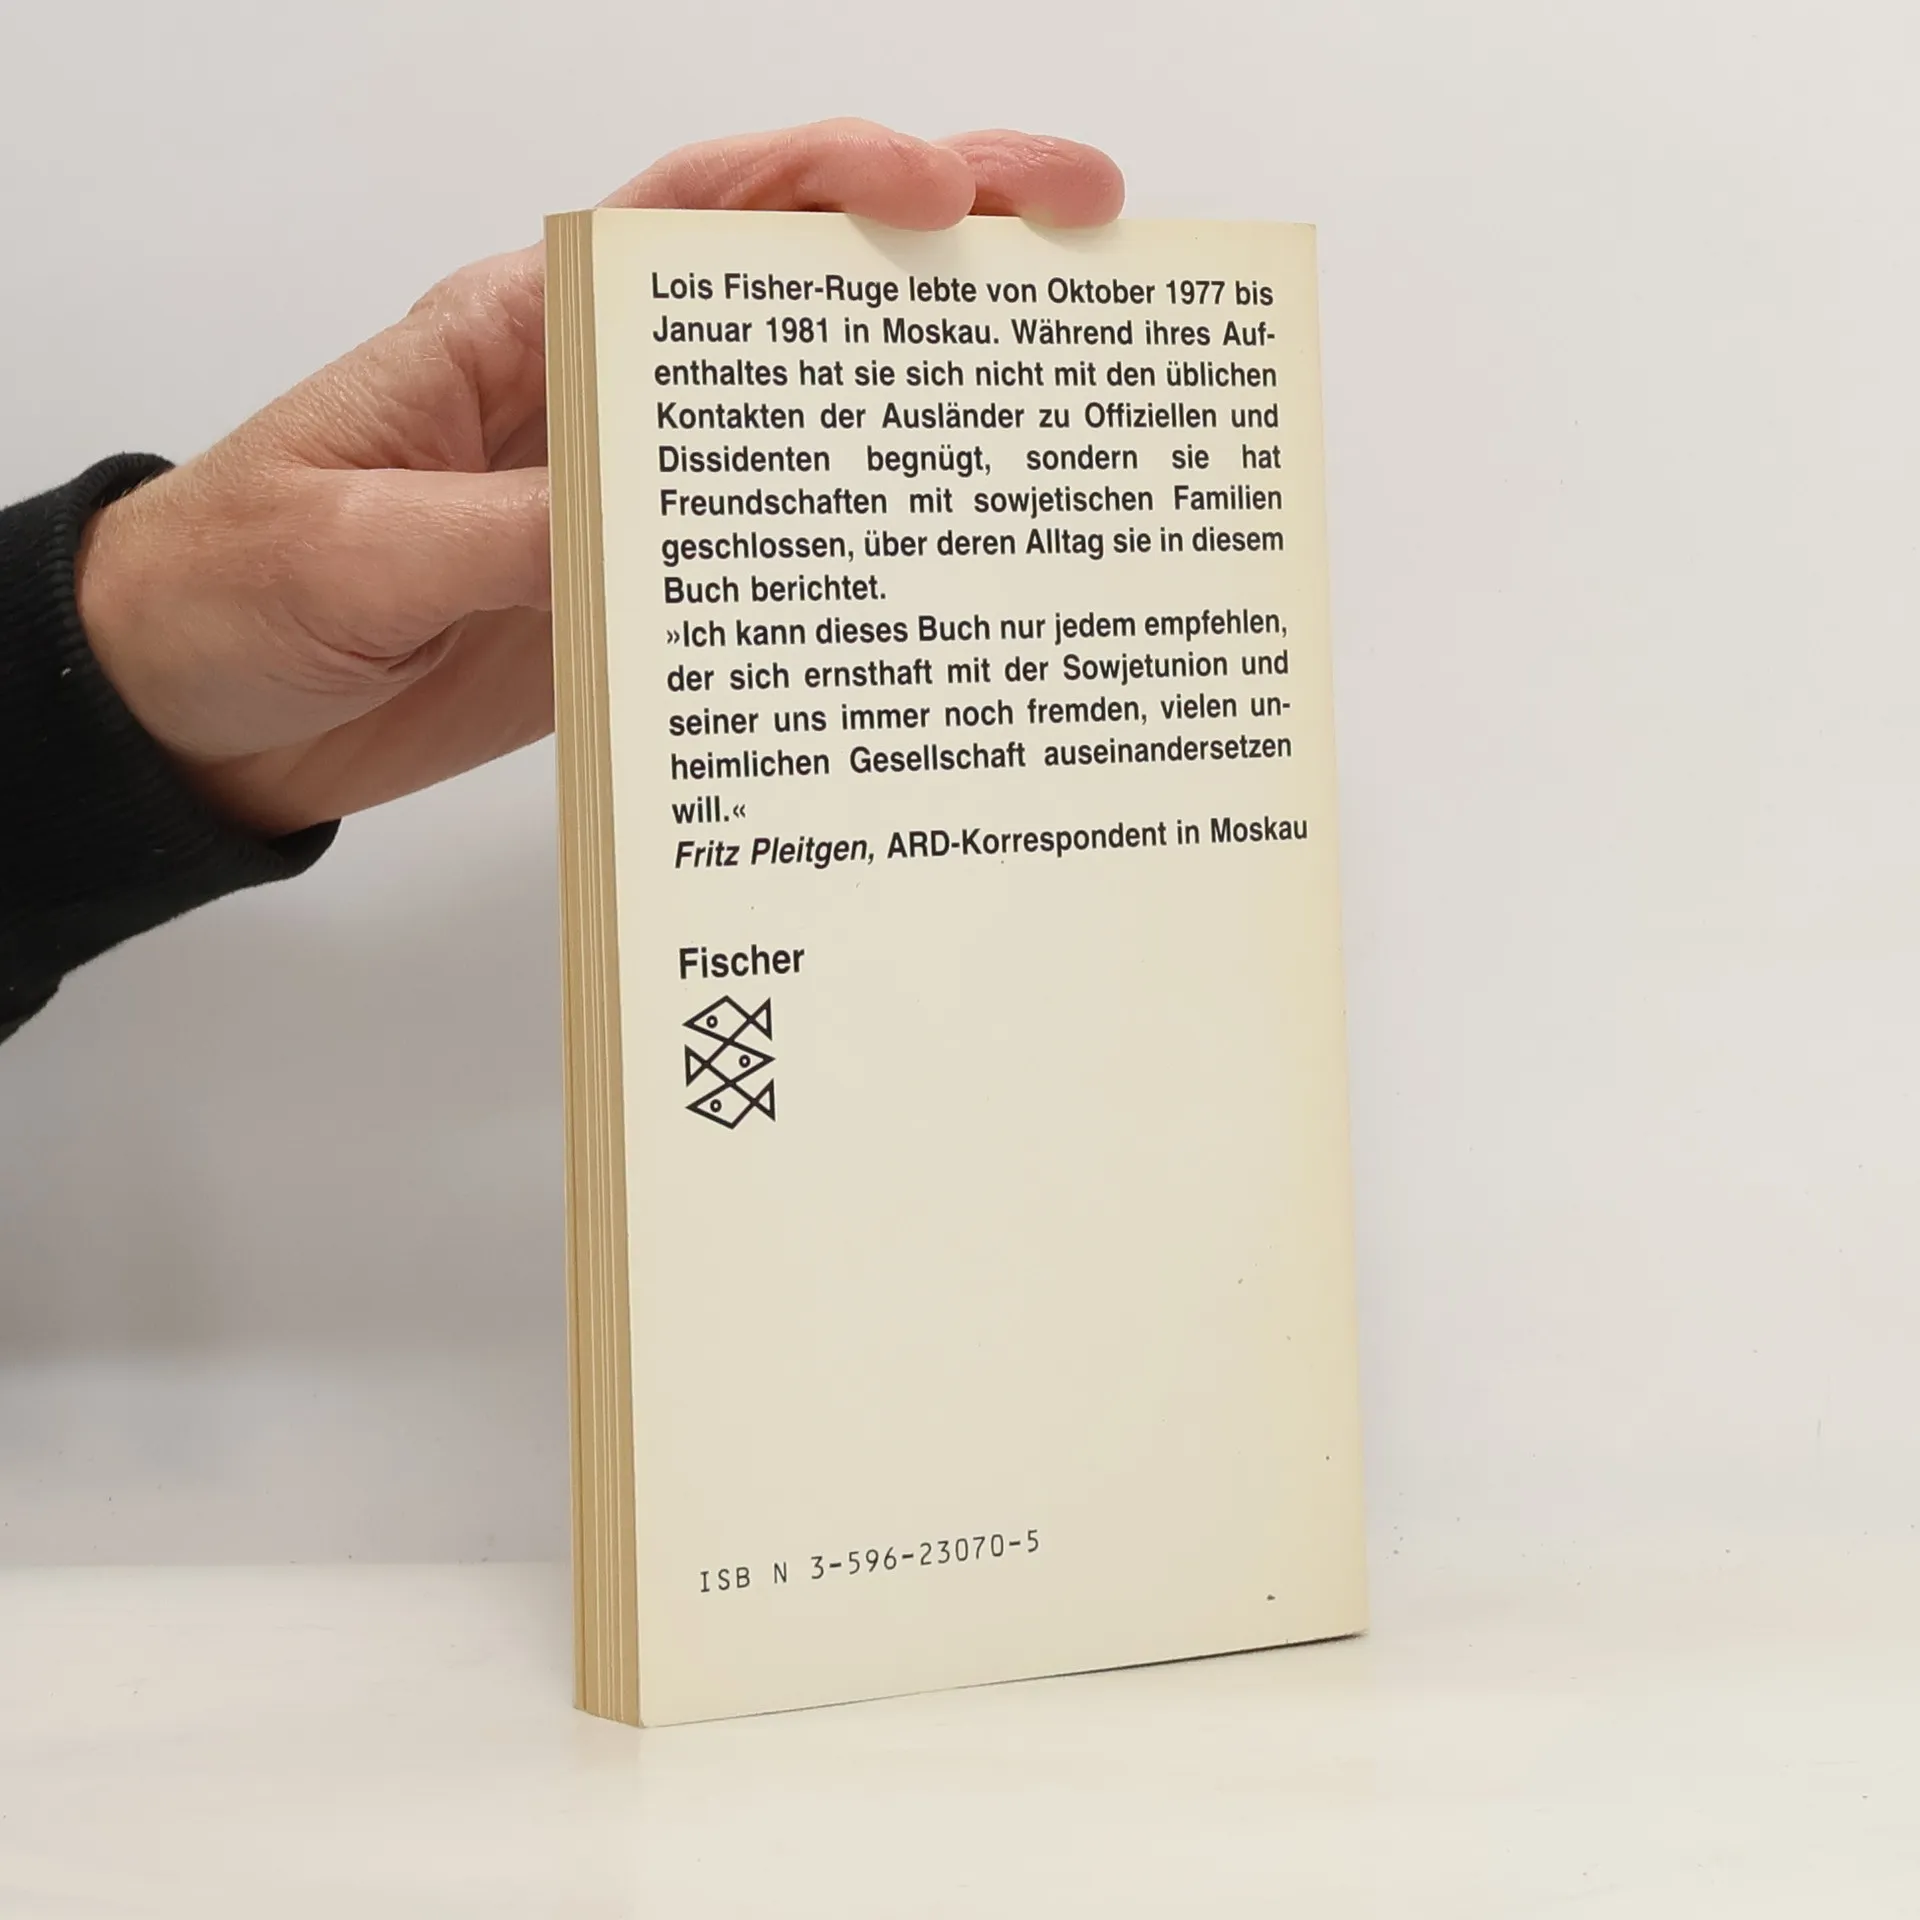 Lois Fisher-Ruge lebte von Oktober 1977 bis
Januar 1981 in Moskau. Während ihres Auf-
enthaltes hat sie sich nicht mit den üblichen
Kontakten der Ausländer zu Offiziellen und
Dissidenten begnügt, sondern sie hat
Freundschaften mit sowjetischen Familien
geschlossen, über deren Alltag sie in diesem
Buch berichtet.
»Ich kann dieses Buch nur jedem empfehlen,
der sich ernsthaft mit der Sowjetunion und
seiner uns immer noch fremden, vielen un-
heimlichen Gesellschaft auseinandersetzen
will.«
Fritz Pleitgen, ARD-Korrespondent in Moskau
Fischer
ISB N 3-596-23070-5